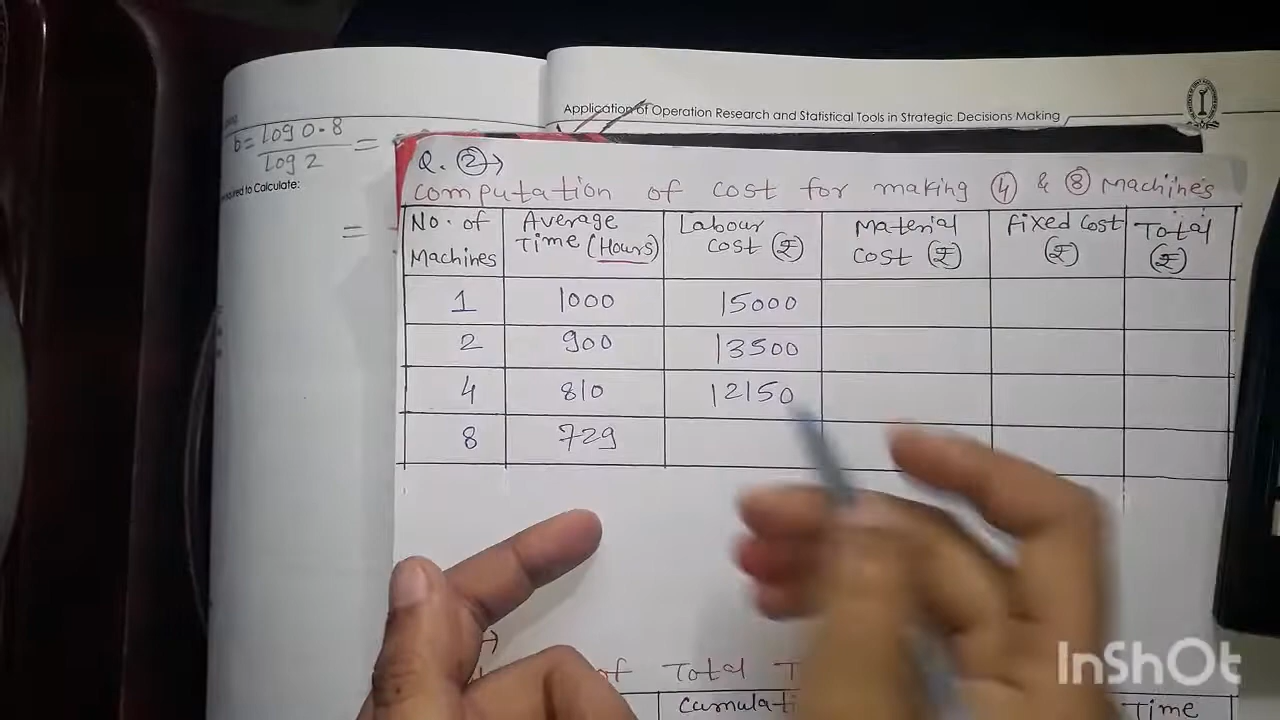 Application of Operation Research and Statistical Tools in Strategic Decisions Making
b = log 0.8 / log 2 =
to Calculate:
=
Q. ② →
Computation of cost for making ④ & ⑧ Machines
No. of Machines | Average Time (Hours) | Labour cost (₹) | Material cost (₹) | Fixed cost (₹) | Total (₹)
1 | 1000 | 15000
2 | 900 | 13500
4 | 810 | 12150
8 | 729
of Total T
Cumulati
Time
InShOt